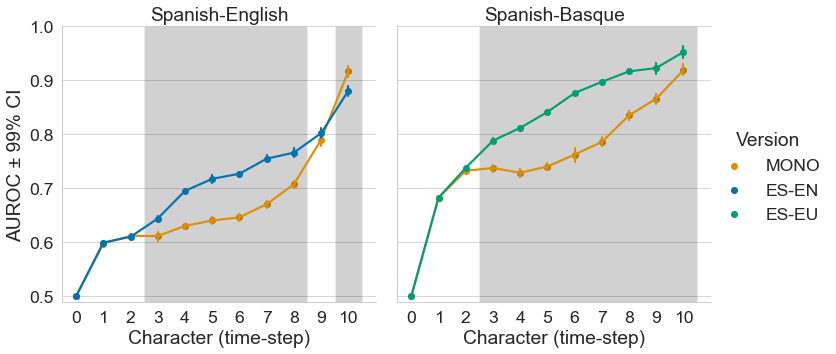 Spanish-English
Spanish-Basque
AUROC ± 99% CI
1.0
0.9
0.8
0.7
0.6
0.5
0 1 2 3 4 5 6 7 8 9 10
0 1 2 3 4 5 6 7 8 9 10
Character (time-step)
Character (time-step)
Version
MONO
ES-EN
ES-EU